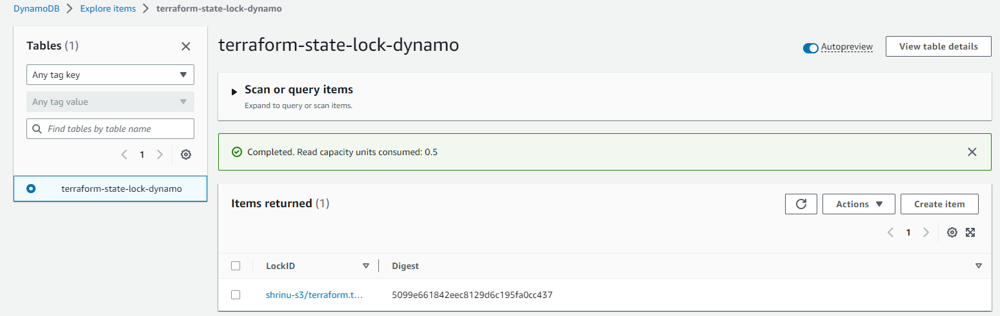 DynamoDB > Explore items > terraform-state-lock-dynamo
Tables (1)
Any tag key
Any tag value
Find tables by table name
1
terraform-state-lock-dynamo
terraform-state-lock-dynamo
Autopreview
View table details
Scan or query items
Expand to query or scan items.
Completed. Read capacity units consumed: 0.5
Items returned (1)
Actions
Create item
1
LockID
Digest
shrinu-s3/terraform.t…
5099e661842eec8129d6c195fa0cc437